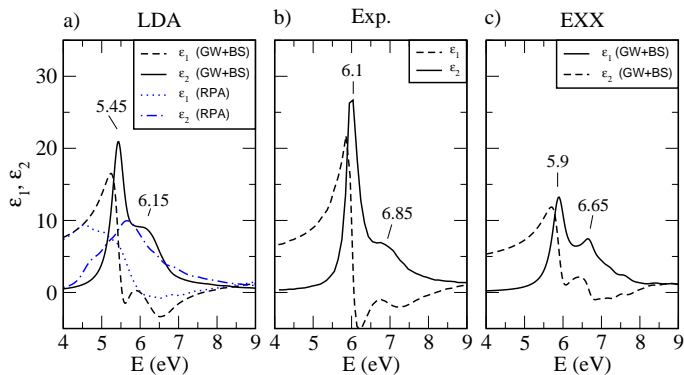 a)
LDA
b)
Exp.
c)
EXX
ε₁ (GW+BS)
ε₂ (GW+BS)
ε₁ (RPA)
ε₂ (RPA)
5.45
6.15
ε₁, ε₂
30
20
10
0
4 5 6 7 8 9
E (eV)
ε₁
ε₂
6.1
6.85
4 5 6 7 8 9
E (eV)
ε₁ (GW+BS)
ε₂ (GW+BS)
5.9
6.65
4 5 6 7 8 9
E (eV)